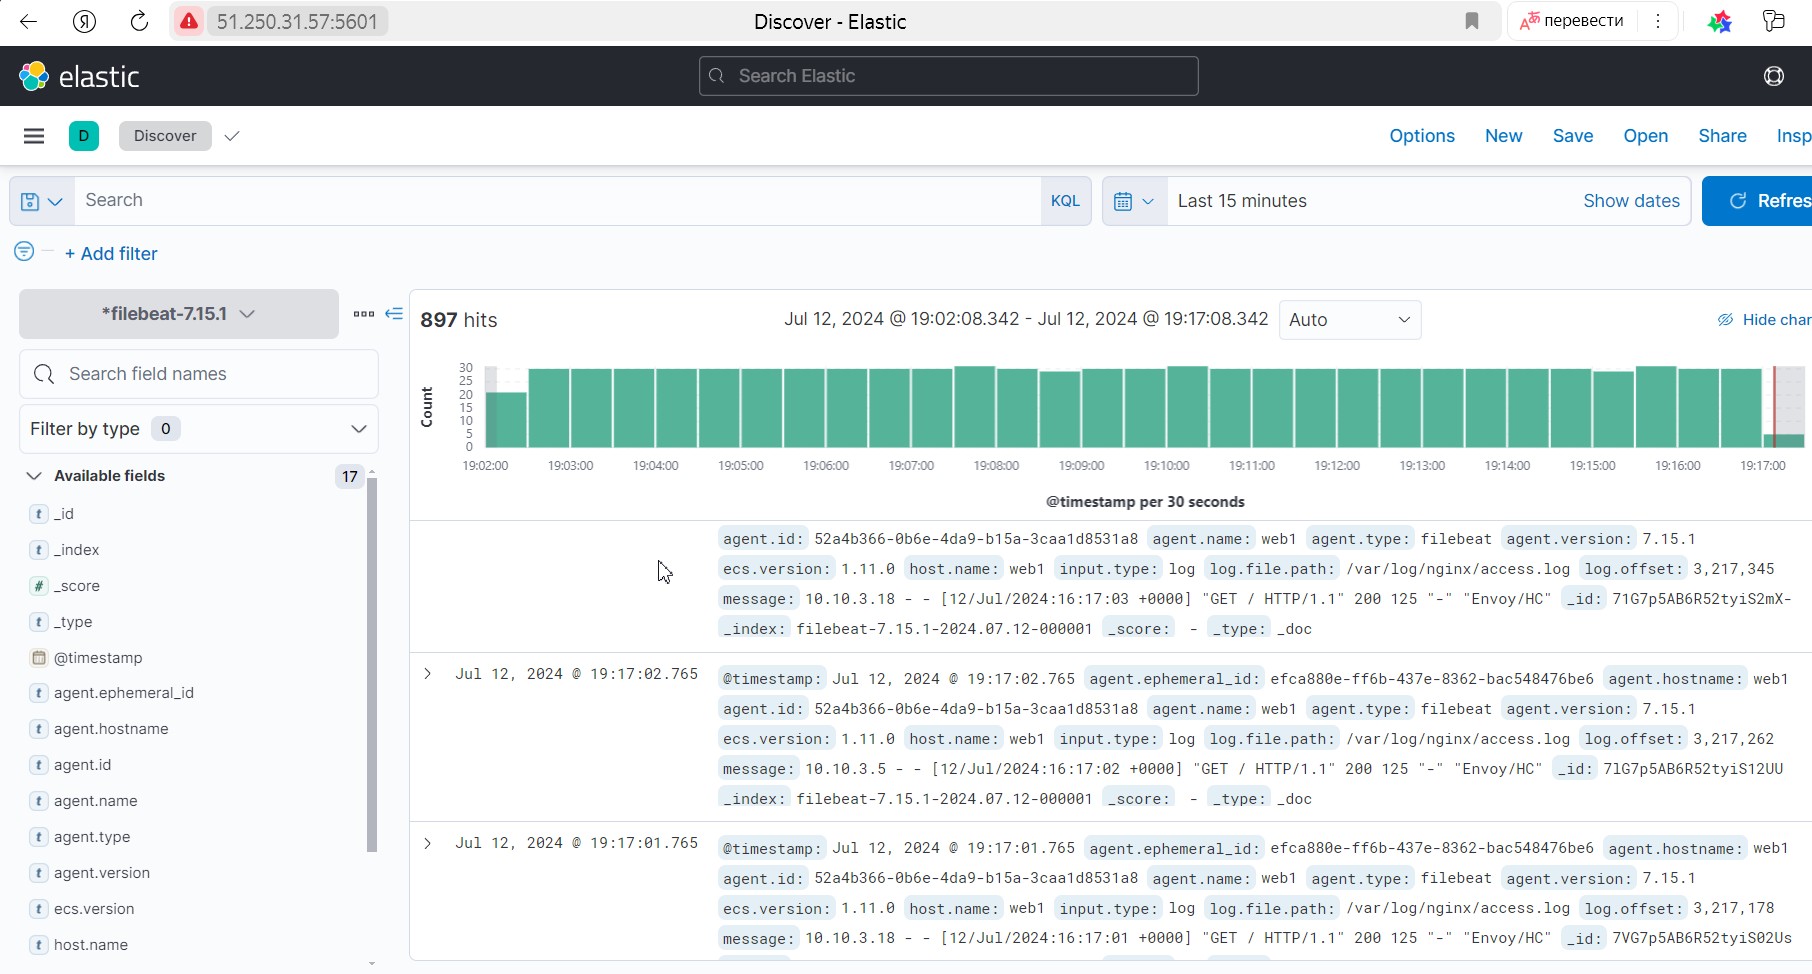 51.250.31.57:5601
Discover - Elastic
перевести
elastic
Search Elastic
D
Discover
Options
New
Save
Open
Share
Insp
Search
KQL
Last 15 minutes
Show dates
Refres
+ Add filter
*filebeat-7.15.1
Search field names
Filter by type 0
Available fields 17
t _id
t _index
# _score
t _type
@timestamp
t agent.ephemeral_id
t agent.hostname
t agent.id
t agent.name
t agent.type
t agent.version
t ecs.version
t host.name
897 hits
Jul 12, 2024 @ 19:02:08.342 - Jul 12, 2024 @ 19:17:08.342
Auto
Hide char
Count
30
25
20
15
10
5
0
19:02:00 19:03:00 19:04:00 19:05:00 19:06:00 19:07:00 19:08:00 19:09:00 19:10:00 19:11:00 19:12:00 19:13:00 19:14:00 19:15:00 19:16:00 19:17:00
@timestamp per 30 seconds
agent.id: 52a4b366-0b6e-4da9-b15a-3caa1d8531a8 agent.name: web1 agent.type: filebeat agent.version: 7.15.1
ecs.version: 1.11.0 host.name: web1 input.type: log log.file.path: /var/log/nginx/access.log log.offset: 3,217,345
message: 10.10.3.18 - - [12/Jul/2024:16:17:03 +0000] "GET / HTTP/1.1" 200 125 "-" "Envoy/HC" _id: 71G7p5AB6R52tyiS2mX-
_index: filebeat-7.15.1-2024.07.12-000001 _score: - _type: _doc
Jul 12, 2024 @ 19:17:02.765
@timestamp: Jul 12, 2024 @ 19:17:02.765 agent.ephemeral_id: efca880e-ff6b-437e-8362-bac548476be6 agent.hostname: web1
agent.id: 52a4b366-0b6e-4da9-b15a-3caa1d8531a8 agent.name: web1 agent.type: filebeat agent.version: 7.15.1
ecs.version: 1.11.0 host.name: web1 input.type: log log.file.path: /var/log/nginx/access.log log.offset: 3,217,262
message: 10.10.3.5 - - [12/Jul/2024:16:17:02 +0000] "GET / HTTP/1.1" 200 125 "-" "Envoy/HC" _id: 7lG7p5AB6R52tyiS12UU
_index: filebeat-7.15.1-2024.07.12-000001 _score: - _type: _doc
Jul 12, 2024 @ 19:17:01.765
@timestamp: Jul 12, 2024 @ 19:17:01.765 agent.ephemeral_id: efca880e-ff6b-437e-8362-bac548476be6 agent.hostname: web1
agent.id: 52a4b366-0b6e-4da9-b15a-3caa1d8531a8 agent.name: web1 agent.type: filebeat agent.version: 7.15.1
ecs.version: 1.11.0 host.name: web1 input.type: log log.file.path: /var/log/nginx/access.log log.offset: 3,217,178
message: 10.10.3.18 - - [12/Jul/2024:16:17:01 +0000] "GET / HTTP/1.1" 200 125 "-" "Envoy/HC" _id: 7VG7p5AB6R52tyiS02Us